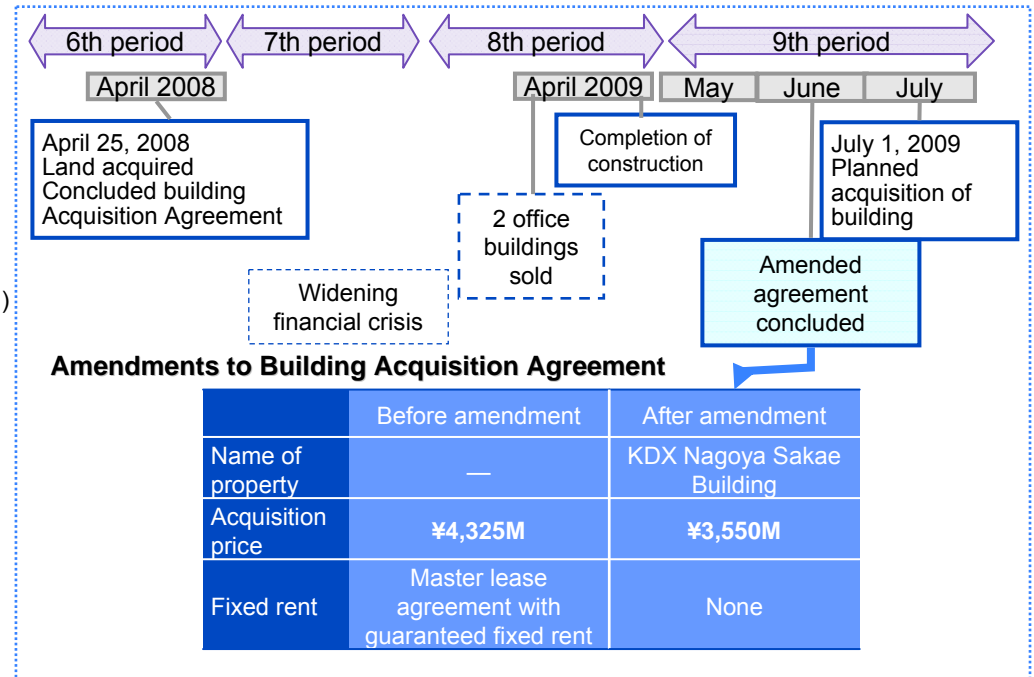 6th period
7th period
8th period
9th period
April 2008
April 2009
May
June
July
April 25, 2008
Land acquired
Concluded building
Acquisition Agreement
Completion of
construction
July 1, 2009
Planned
acquisition of
building
2 office
buildings
sold
Widening
financial crisis
)
Amended
agreement
concluded
Amendments to Building Acquisition Agreement
Before amendment
After amendment
Name of
property
—
KDX Nagoya Sakae
Building
Acquisition
price
¥4,325M
¥3,550M
Fixed rent
Master lease
agreement with
guaranteed fixed rent
None